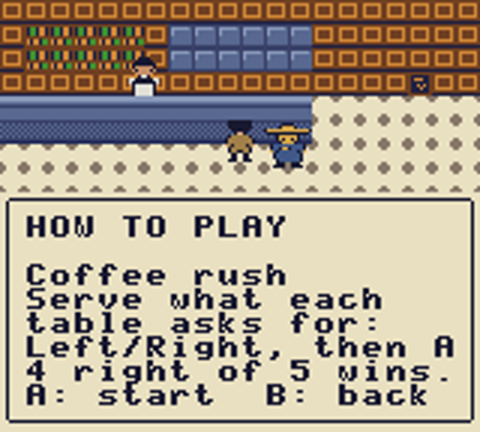 HOW TO PLAY
Coffee rush
Serve what each
table asks for:
Left/Right, then A
4 right of 5 wins.
A: start  B: back